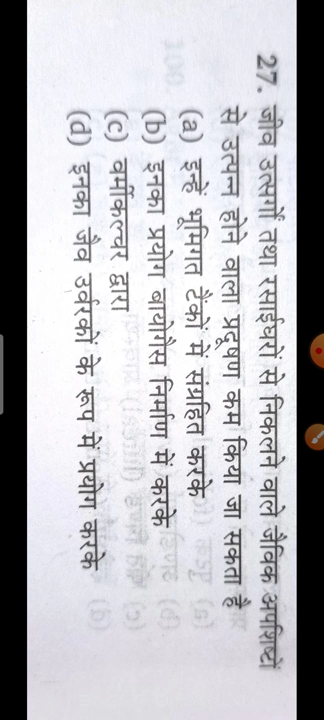 27. जीव उत्सर्गों तथा रसाईघरों से निकलने वाले जैविक अपशिष्टों
से उत्पन्न होने वाला प्रदूषण कम किया जा सकता है
(a) इन्हे भूमिगत टैंकों में संग्रहित करके
(b) इनका प्रयोग बायोगैस निर्माण में करके
(c) वर्मीकल्चर द्वारा
(d) इनका जैव उर्वरकों के रूप में प्रयोग करके